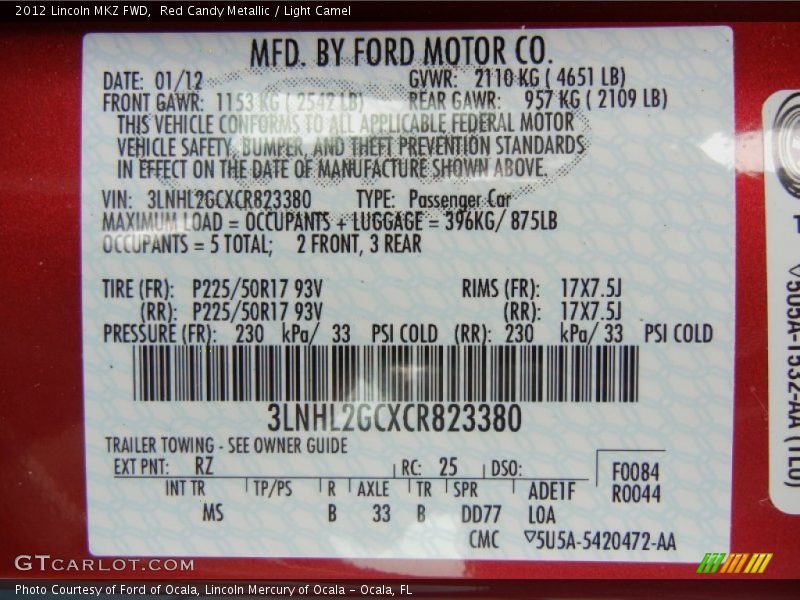 2012 Lincoln MKZ FWD, Red Candy Metallic / Light Camel
MFD. BY FORD MOTOR CO.
DATE: 01/12 GVWR: 2110 KG ( 4651 LB)
FRONT GAWR: 1153 KG ( 2542 LB) REAR GAWR: 957 KG ( 2109 LB)
THIS VEHICLE CONFORMS TO ALL APPLICABLE FEDERAL MOTOR
VEHICLE SAFETY, BUMPER, AND THEFT PREVENTION STANDARDS
IN EFFECT ON THE DATE OF MANUFACTURE SHOWN ABOVE.
VIN: 3LNHL2GCXCR823380 TYPE: Passenger Car
MAXIMUM LOAD = OCCUPANTS + LUGGAGE = 396KG/ 875LB
OCCUPANTS = 5 TOTAL; 2 FRONT, 3 REAR
TIRE (FR): P225/50R17 93V RIMS (FR): 17X7.5J
(RR): P225/50R17 93V (RR): 17X7.5J
PRESSURE (FR): 230 kPa/ 33 PSI COLD (RR): 230 kPa/ 33 PSI COLD
3LNHL2GCXCR823380
TRAILER TOWING - SEE OWNER GUIDE
EXT PNT: RZ RC: 25 DSO: F0084
INT TR TP/PS R AXLE TR SPR ADE1F R0044
MS B 33 B DD77 LOA
CMC ▽5U5A-5420472-AA
▽5U5A-1532-AA (TLU)
GTCARLOT.COM
Photo Courtesy of Ford of Ocala, Lincoln Mercury of Ocala – Ocala, FL